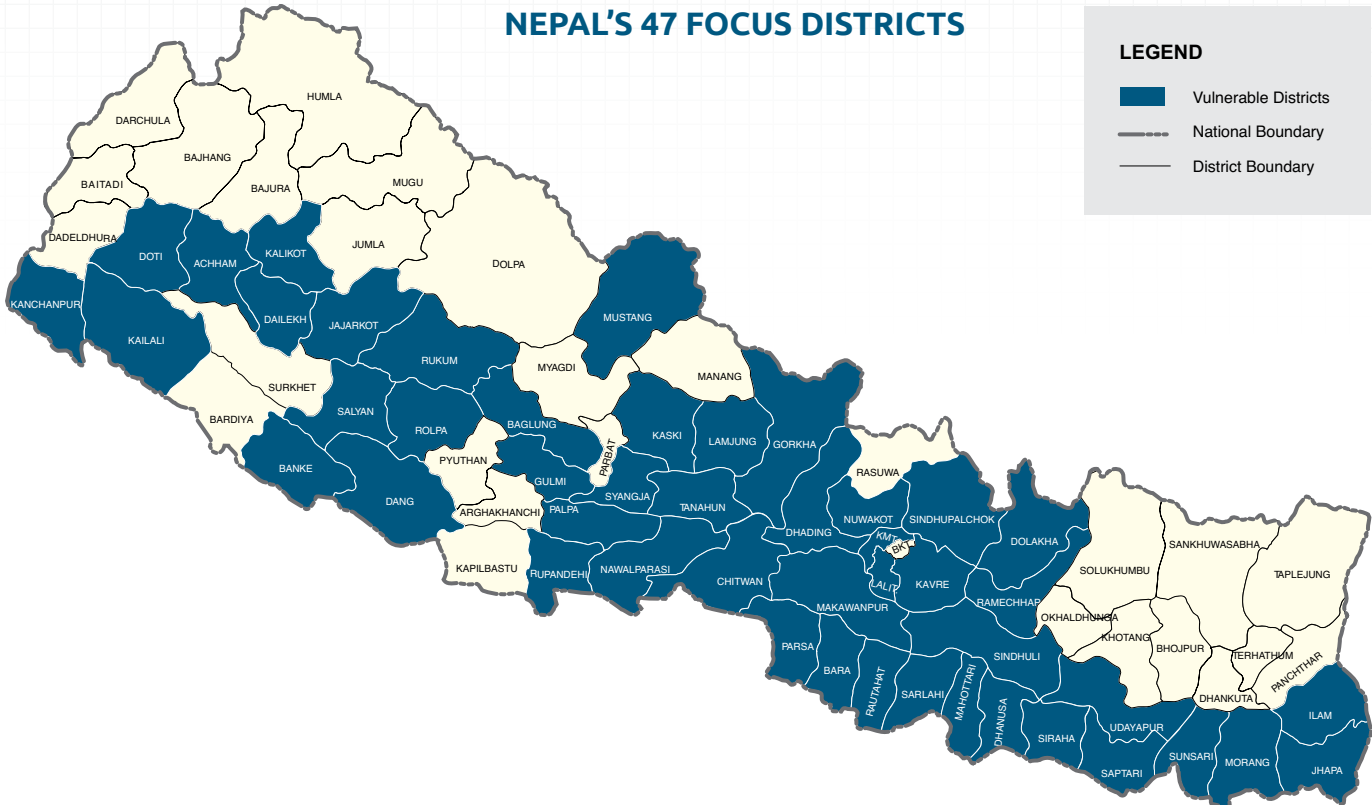 NEPAL'S 47 FOCUS DISTRICTS
LEGEND
Vulnerable Districts
National Boundary
District Boundary
HUMLA
DARCHULA
BAJHANG
BAITADI
BAJURA
MUGU
DADELDHURA
JUMLA
DOTI
ACHHAM
KALIKOT
DOLPA
KANCHANPUR
KAILALI
DAILEKH
JAJARKOT
MUSTANG
RUKUM
MYAGDI
MANANG
SURKHET
BARDIYA
SALYAN
ROLPA
BAGLUNG
PARBAT
KASKI
LAMJUNG
GORKHA
BANKE
DANG
PYUTHAN
GULMI
SYANGJA
TANAHUN
RASUWA
ARGHAKHANCHI
PALPA
DHADING
NUWAKOT
SINDHUPALCHOK
DOLAKHA
KMT
BKT
LALIT
KAVRE
KAPILBASTU
RUPANDEHI
NAWALPARASI
CHITWAN
MAKAWANPUR
RAMECHHAP
SOLUKHUMBU
SANKHUWASABHA
TAPLEJUNG
OKHALDHUNGA
KHOTANG
BHOJPUR
TERHATHUM
PANCHTHAR
DHANKUTA
PARSA
BARA
RAUTAHAT
SARLAHI
MAHOTTARI
DHANUSA
SINDHULI
SIRAHA
UDAYAPUR
SAPTARI
SUNSARI
MORANG
ILAM
JHAPA